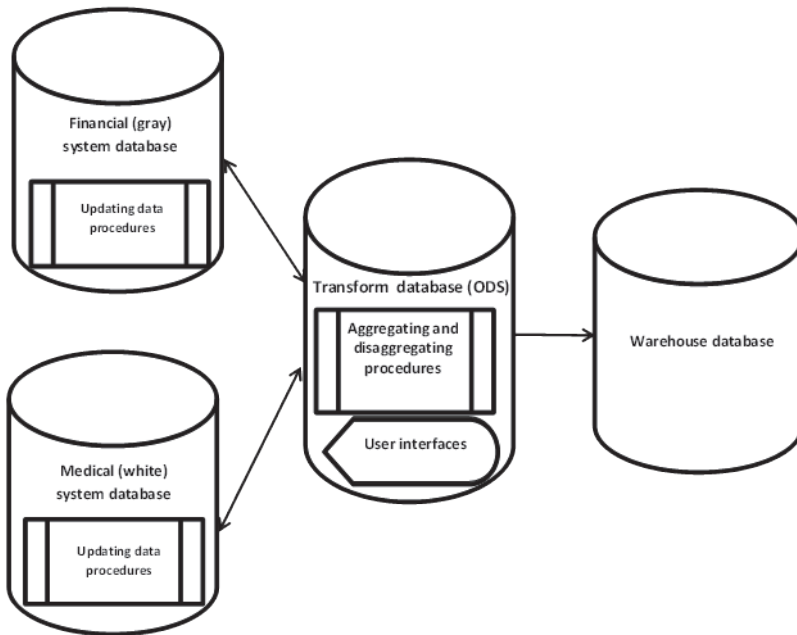 Financial (gray)
system database
Updating data
procedures
Transform database (ODS)
Aggregating and
disaggregating
procedures
User interfaces
Warehouse database
Medical (white)
system database
Updating data
procedures